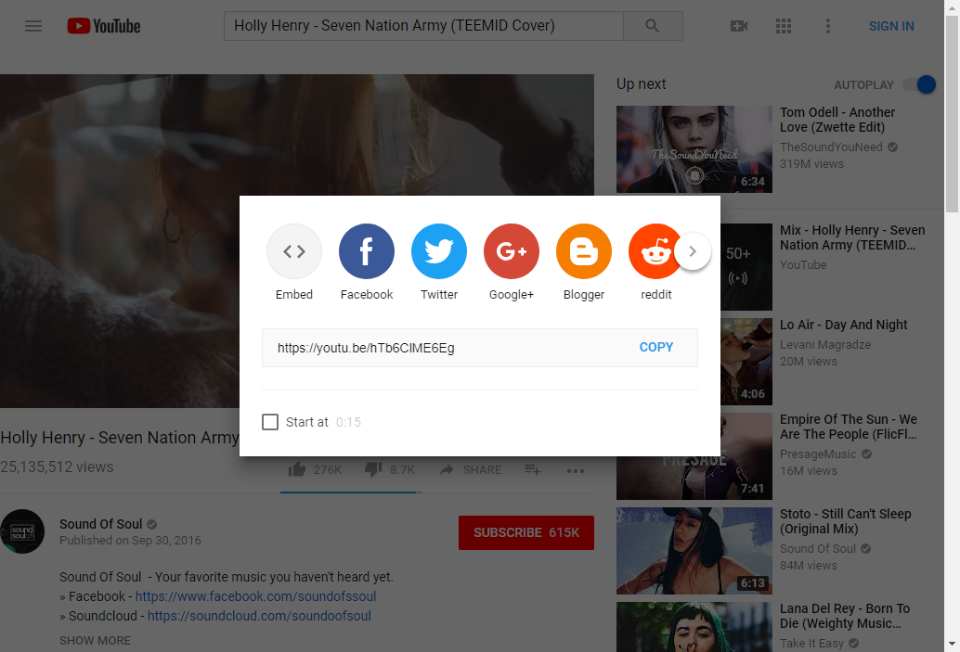 YouTube
Holly Henry - Seven Nation Army (TEEMID Cover)
SIGN IN
Up next
AUTOPLAY
TheSoundYouNeed
6:34
Tom Odell - Another
Love (Zwette Edit)
TheSoundYouNeed
319M views
50+
Mix - Holly Henry - Seven
Nation Army (TEEMID...
YouTube
4:06
Lo Air - Day And Night
Levani Magradze
20M views
PRESAGE
7:41
Empire Of The Sun - We
Are The People (FlicFl...
PresageMusic
16M views
6:13
Stoto - Still Can't Sleep
(Original Mix)
Sound Of Soul
84M views
Lana Del Rey - Born To
Die (Weighty Music...
Take It Easy
Embed
Facebook
Twitter
G+
Google+
Blogger
reddit
https://youtu.be/hTb6CIME6Eg
COPY
Start at 0:15
Holly Henry - Seven Nation Army
25,135,512 views
276K
8.7K
SHARE
sound of soul
Sound Of Soul
Published on Sep 30, 2016
SUBSCRIBE 615K
Sound Of Soul - Your favorite music you haven't heard yet.
» Facebook - https://www.facebook.com/soundofssoul
» Soundcloud - https://soundcloud.com/soundoofsoul
SHOW MORE